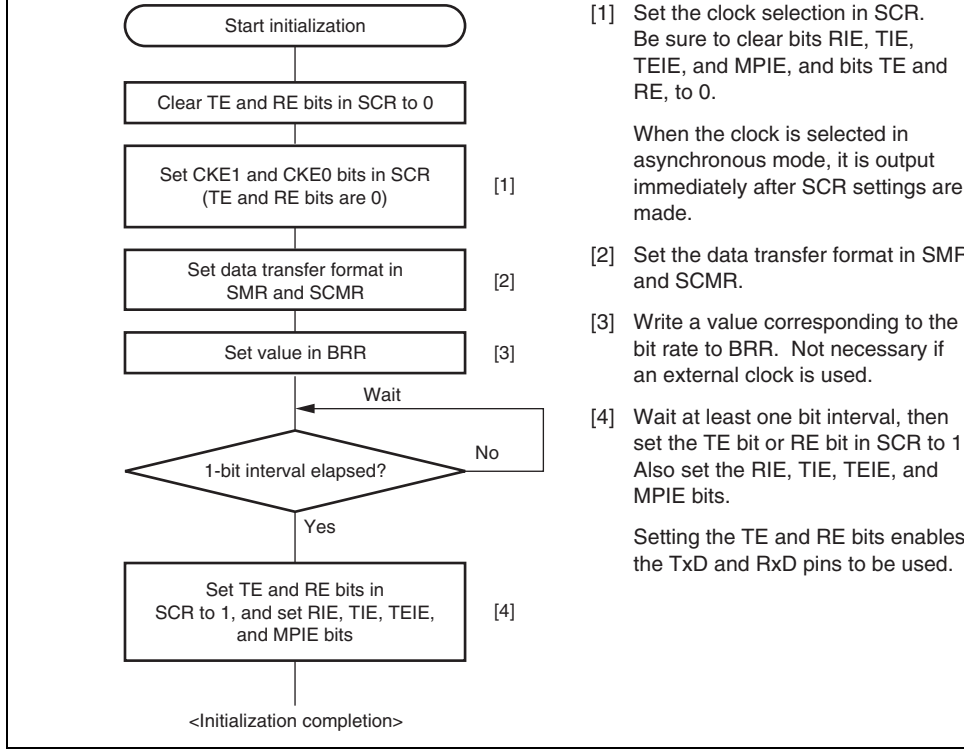 Start initialization
Clear TE and RE bits in SCR to 0
Set CKE1 and CKE0 bits in SCR
(TE and RE bits are 0)
[1]
Set data transfer format in
SMR and SCMR
[2]
Set value in BRR
[3]
Wait
1-bit interval elapsed?
No
Yes
Set TE and RE bits in
SCR to 1, and set RIE, TIE, TEIE,
and MPIE bits
[4]
<Initialization completion>
[1] Set the clock selection in SCR.
Be sure to clear bits RIE, TIE,
TEIE, and MPIE, and bits TE and
RE, to 0.
When the clock is selected in
asynchronous mode, it is output
immediately after SCR settings are
made.
[2] Set the data transfer format in SMR
and SCMR.
[3] Write a value corresponding to the
bit rate to BRR. Not necessary if
an external clock is used.
[4] Wait at least one bit interval, then
set the TE bit or RE bit in SCR to 1
Also set the RIE, TIE, TEIE, and
MPIE bits.
Setting the TE and RE bits enables
the TxD and RxD pins to be used.